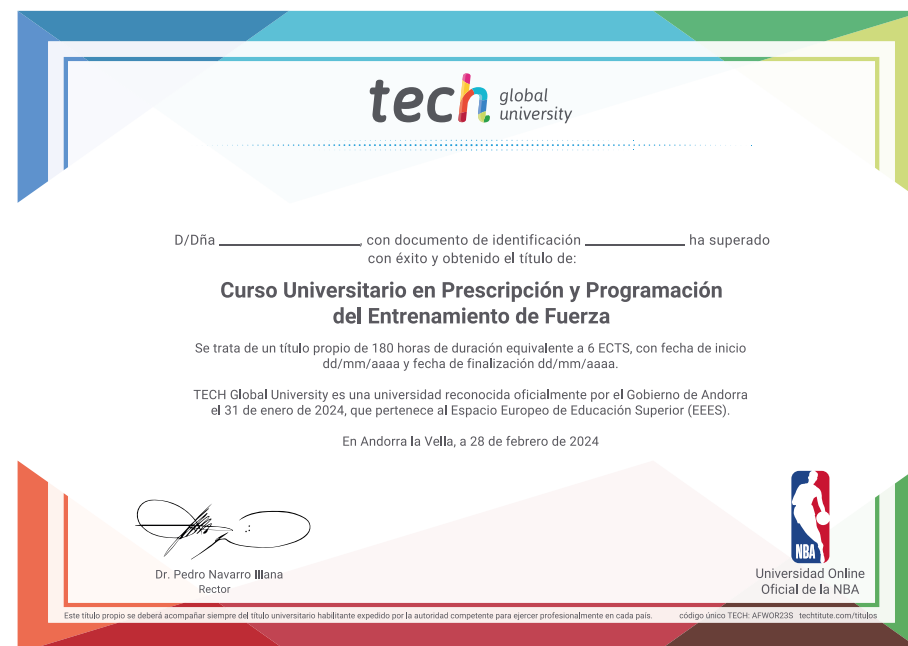 tech global university
D/Dña ____________________, con documento de identificación ______________ ha superado
con éxito y obtenido el título de:
Curso Universitario en Prescripción y Programación
del Entrenamiento de Fuerza
Se trata de un título propio de 180 horas de duración equivalente a 6 ECTS, con fecha de inicio
dd/mm/aaaa y fecha de finalización dd/mm/aaaa.
TECH Global University es una universidad reconocida oficialmente por el Gobierno de Andorra
el 31 de enero de 2024, que pertenece al Espacio Europeo de Educación Superior (EEES).
En Andorra la Vella, a 28 de febrero de 2024
Dr. Pedro Navarro Illana
Rector
NBA
Universidad Online
Oficial de la NBA
Este título propio se deberá acompañar siempre del título universitario habilitante expedido por la autoridad competente para ejercer profesionalmente en cada país. código único TECH: AFWOR23S techtitute.com/títulos